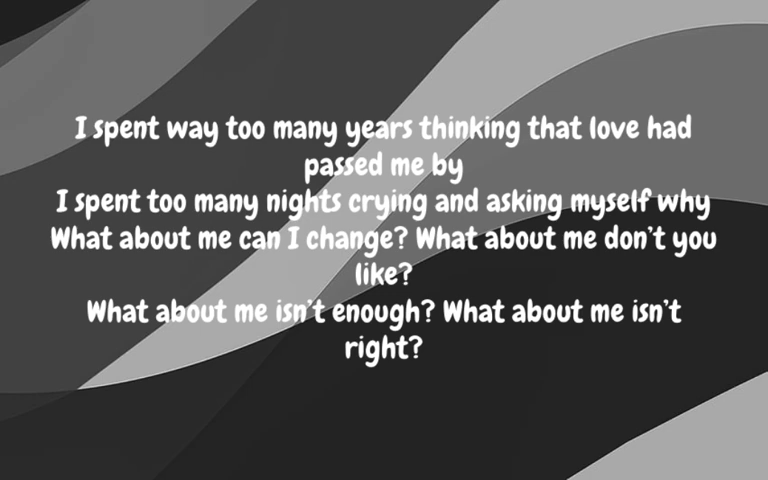 I spent way too many years thinking that love had
passed me by
I spent too many nights crying and asking myself why
What about me can I change? What about me don't you
like?
What about me isn't enough? What about me isn't
right?